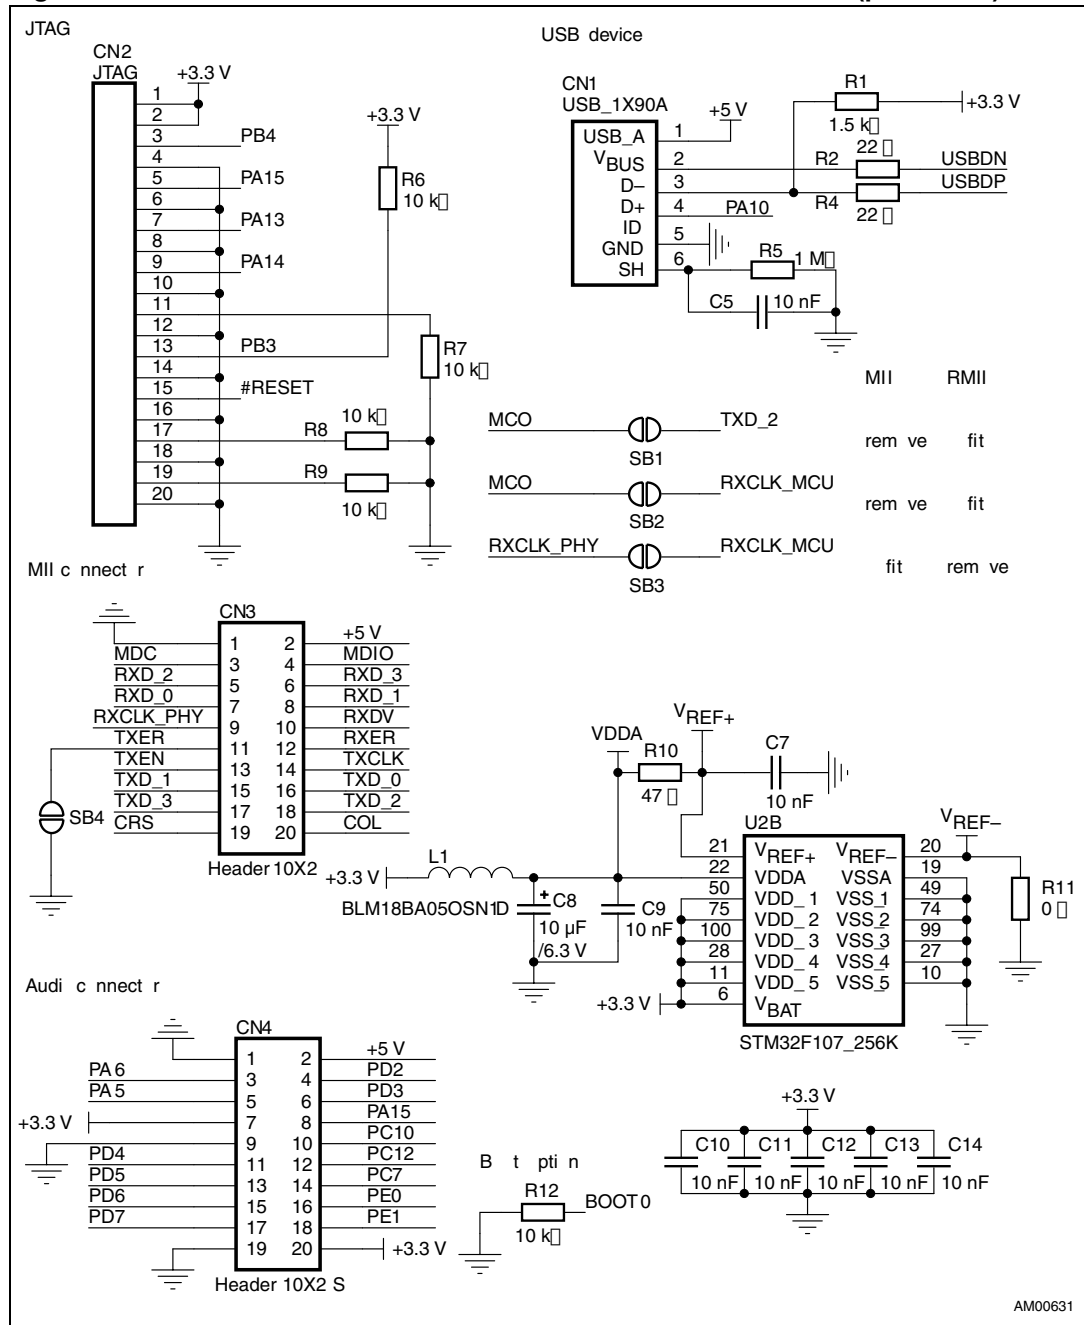 JTAG
CN2
JTAG
+3.3 V
1
2
3 PB4
4
5 PA15
6
7 PA13
8
9 PA14
10
11
12
13 PB3
14
15 #RESET
16
17
18
19
20
+3.3 V
R6
10 k▯
R7
10 k▯
10 k▯
R8
R9
10 k▯
USB device
CN1
USB_1X90A
USB_A
VBUS
D–
D+
ID
GND
SH
1
2
3
4
5
6
+5 V
R1
1.5 k▯
+3.3 V
22 ▯
R2
USBDN
USBDP
R4
22 ▯
PA10
R5
1 M▯
C5
10 nF
MII RMII
MCO TXD_2
SB1
rem ve fit
MCO RXCLK_MCU
SB2
rem ve fit
RXCLK_PHY RXCLK_MCU
SB3
fit rem ve
MII c nnect r
CN3
1 2 +5 V
MDC 3 4 MDIO
RXD_2 5 6 RXD_3
RXD_0 7 8 RXD_1
RXCLK_PHY 9 10 RXDV
TXER 11 12 RXER
TXEN 13 14 TXCLK
TXD_1 15 16 TXD_0
TXD_3 17 18 TXD_2
CRS 19 20 COL
SB4
Header 10X2
VDDA
VREF+
R10
47 ▯
C7
10 nF
U2B
VREF–
21 VREF+ VREF– 20
22 VDDA VSSA 19
50 VDD_1 VSS_1 49
75 VDD_2 VSS_2 74
100 VDD_3 VSS_3 99
28 VDD_4 VSS_4 27
11 VDD_5 VSS_5 10
6 VBAT
+3.3 V
STM32F107_256K
R11
0 ▯
+3.3 V
L1
BLM18BA05OSN1D
C8
10 µF
/6.3 V
C9
10 nF
Audi c nnect r
CN4
1 2 +5 V
PA6 3 4 PD2
PA5 5 6 PD3
+3.3 V 7 8 PA15
9 10 PC10
PD4 11 12 PC12
PD5 13 14 PC7
PD6 15 16 PE0
PD7 17 18 PE1
19 20 +3.3 V
Header 10X2 S
B t pti n
R12
BOOT0
10 k▯
+3.3 V
C10 C11 C12 C13 C14
10 nF 10 nF 10 nF 10 nF 10 nF
AM00631